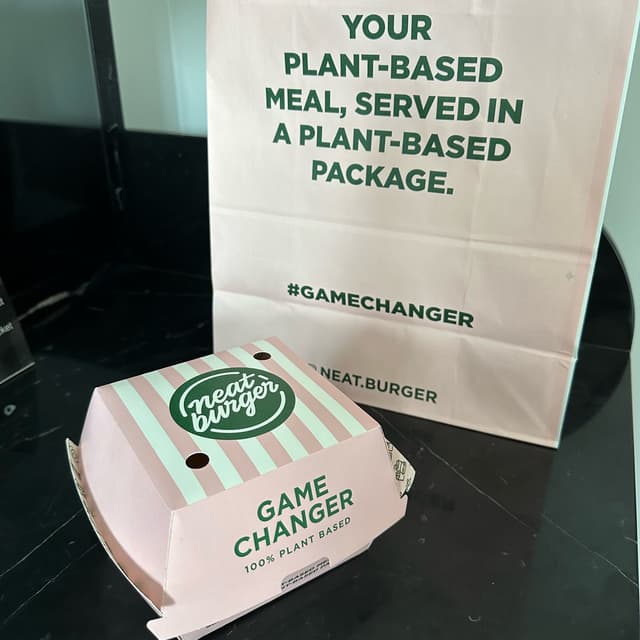 YOUR
PLANT-BASED
MEAL, SERVED IN
A PLANT-BASED
PACKAGE.
#GAMECHANGER
@NEAT.BURGER
neat
burger
GAME
CHANGER
100% PLANT BASED